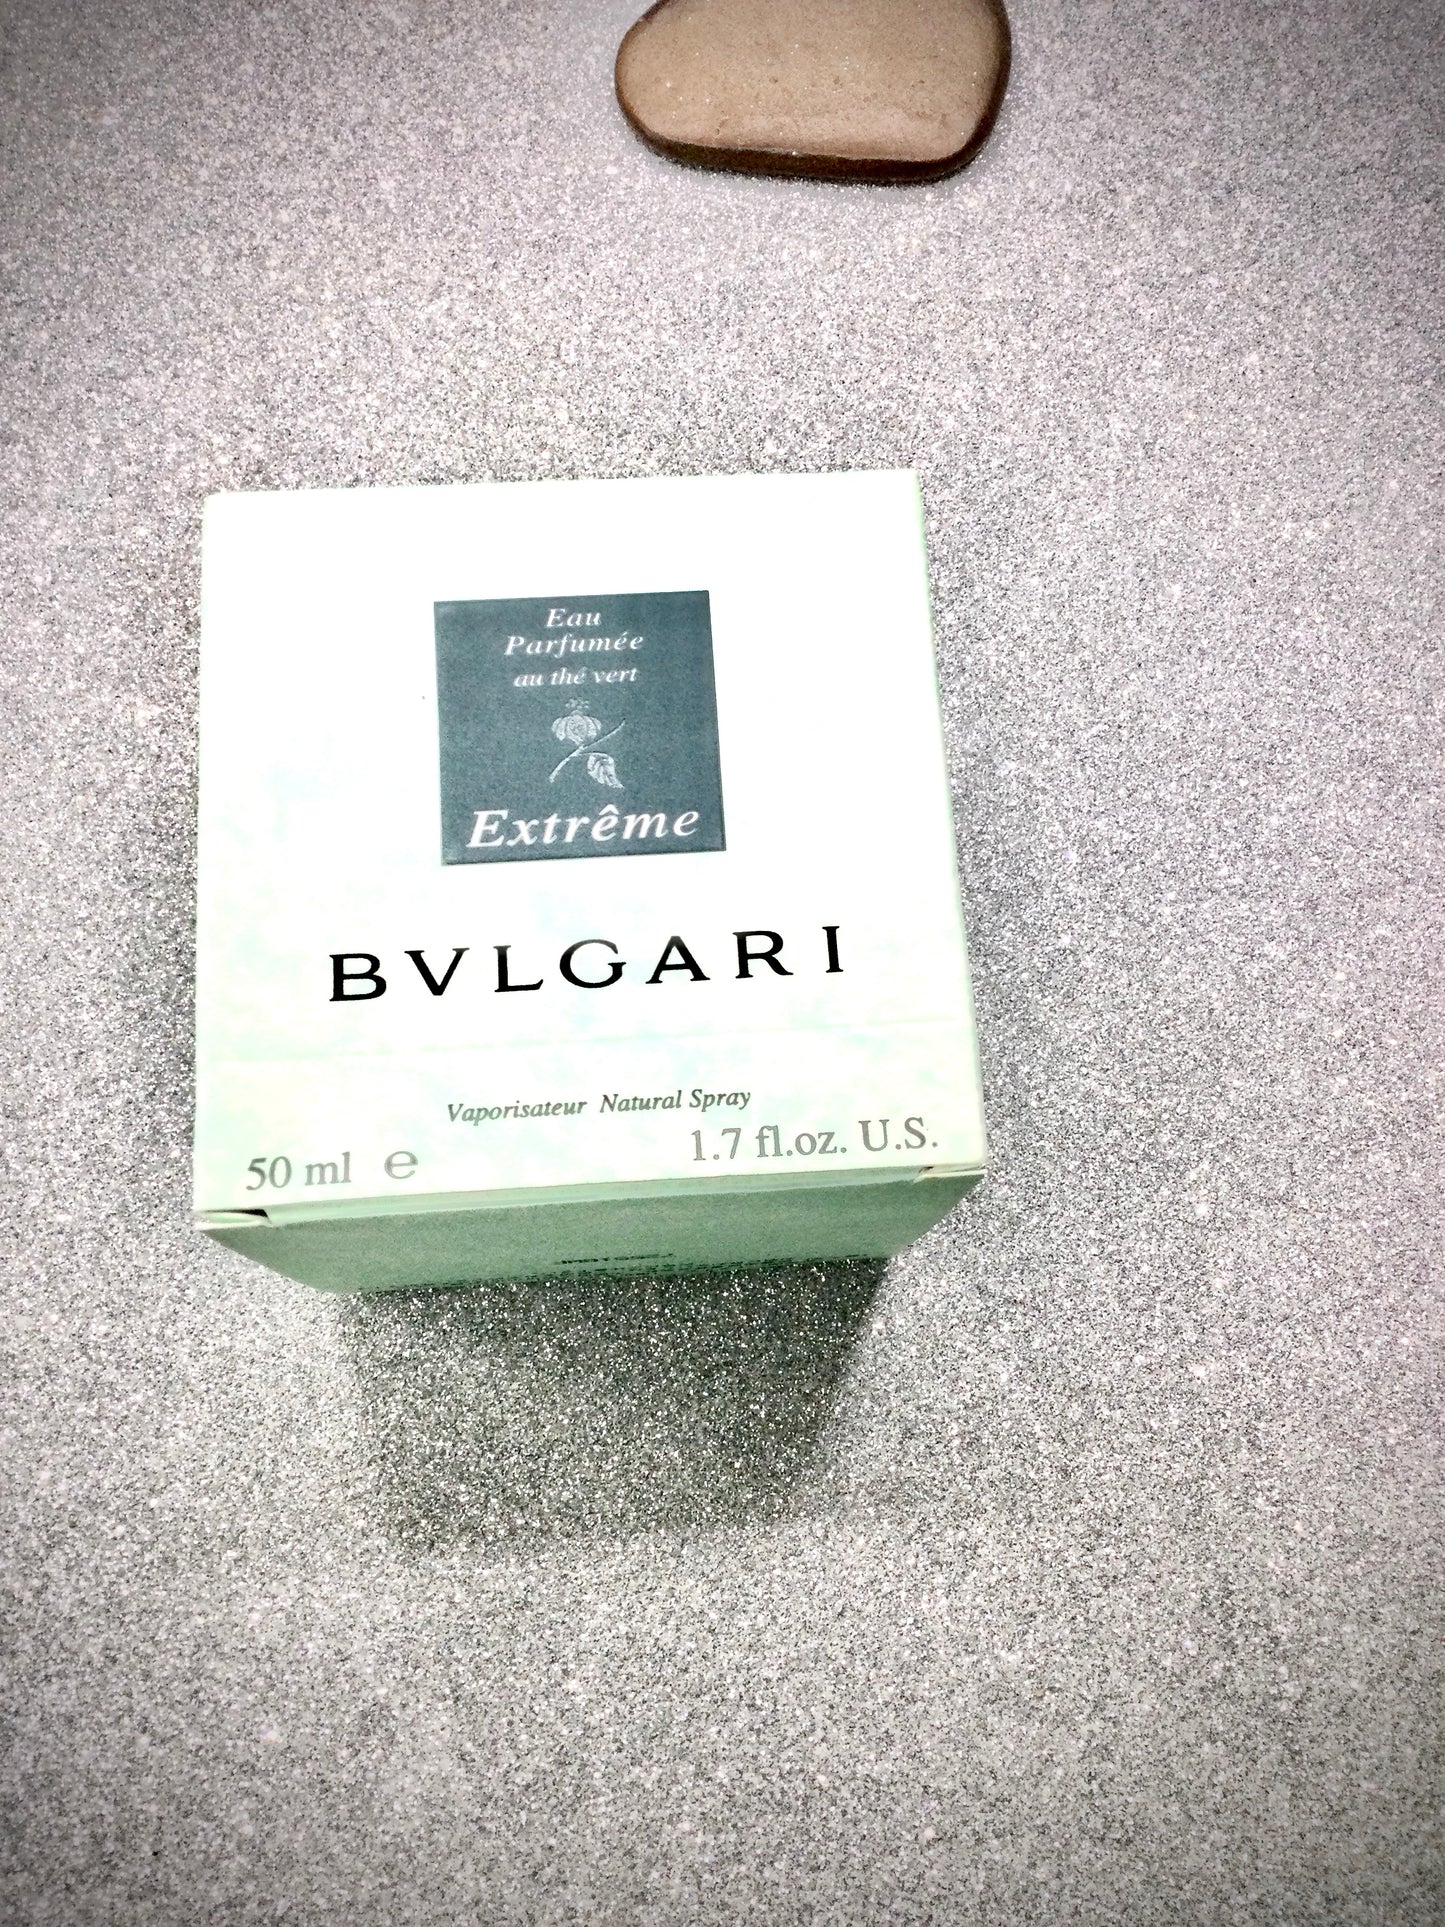 Eau
Parfumée
au thé vert
Extrême
BVLGARI
Vaporisateur Natural Spray
50 ml e
1.7 fl.oz. U.S.